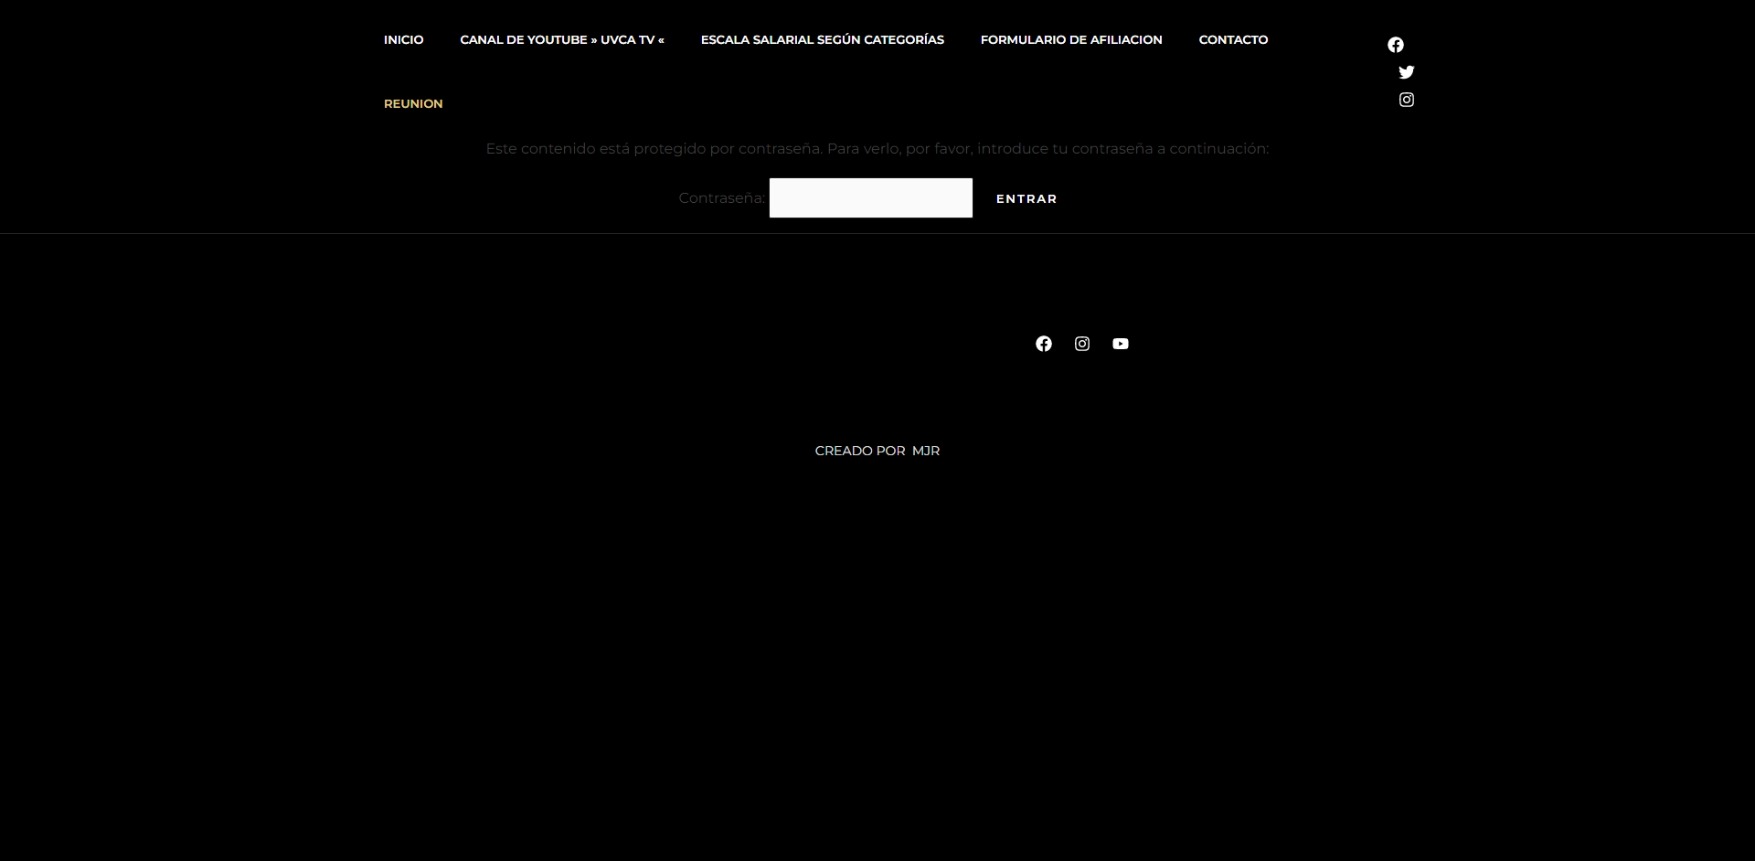 INICIO CANAL DE YOUTUBE » UVCA TV « ESCALA SALARIAL SEGÚN CATEGORÍAS FORMULARIO DE AFILIACION CONTACTO
REUNION
Este contenido está protegido por contraseña. Para verlo, por favor, introduce tu contraseña a continuación:
Contraseña: ENTRAR
CREADO POR MJR